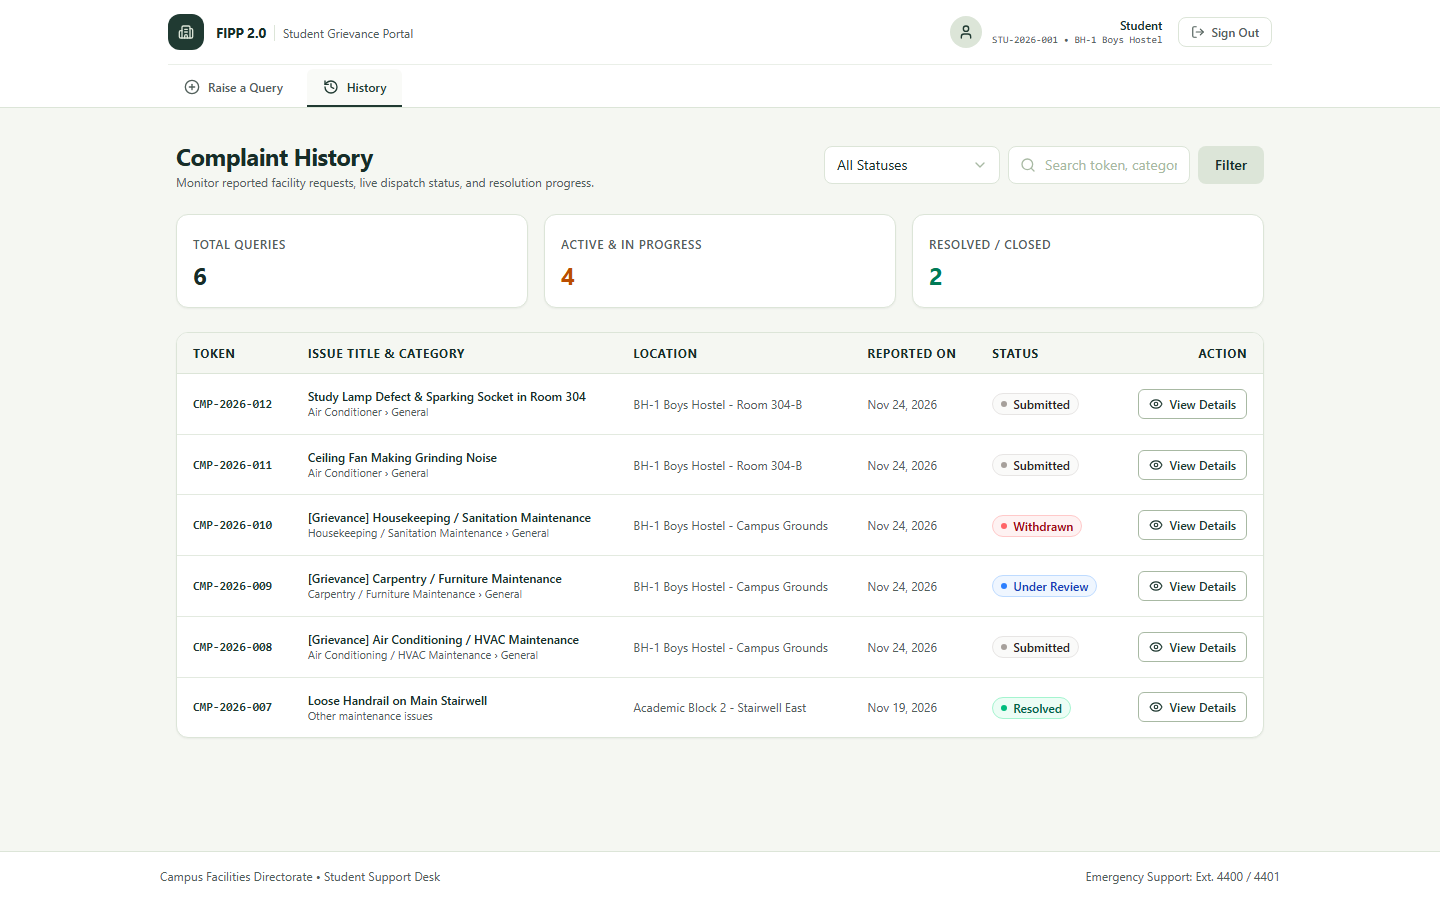 FIPP 2.0 Student Grievance Portal
Student
STU-2026-001 • BH-1 Boys Hostel
Sign Out
Raise a Query
History
Complaint History
Monitor reported facility requests, live dispatch status, and resolution progress.
All Statuses
Search token, categor
Filter
TOTAL QUERIES
6
ACTIVE & IN PROGRESS
4
RESOLVED / CLOSED
2
TOKEN ISSUE TITLE & CATEGORY LOCATION REPORTED ON STATUS ACTION
CMP-2026-012 Study Lamp Defect & Sparking Socket in Room 304
Air Conditioner › General
BH-1 Boys Hostel - Room 304-B Nov 24, 2026 Submitted View Details
CMP-2026-011 Ceiling Fan Making Grinding Noise
Air Conditioner › General
BH-1 Boys Hostel - Room 304-B Nov 24, 2026 Submitted View Details
CMP-2026-010 [Grievance] Housekeeping / Sanitation Maintenance
Housekeeping / Sanitation Maintenance › General
BH-1 Boys Hostel - Campus Grounds Nov 24, 2026 Withdrawn View Details
CMP-2026-009 [Grievance] Carpentry / Furniture Maintenance
Carpentry / Furniture Maintenance › General
BH-1 Boys Hostel - Campus Grounds Nov 24, 2026 Under Review View Details
CMP-2026-008 [Grievance] Air Conditioning / HVAC Maintenance
Air Conditioning / HVAC Maintenance › General
BH-1 Boys Hostel - Campus Grounds Nov 24, 2026 Submitted View Details
CMP-2026-007 Loose Handrail on Main Stairwell
Other maintenance issues
Academic Block 2 - Stairwell East Nov 19, 2026 Resolved View Details
Campus Facilities Directorate • Student Support Desk
Emergency Support: Ext. 4400 / 4401